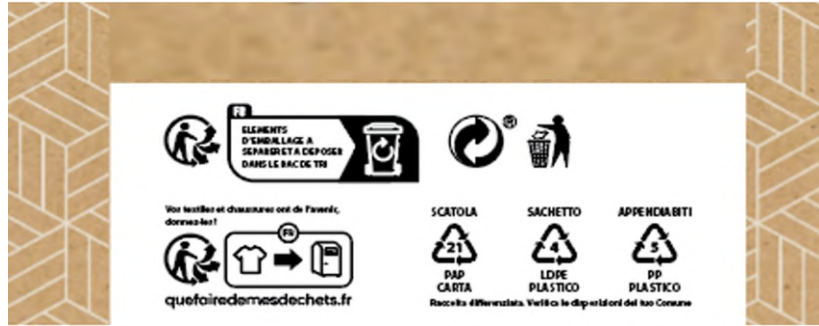 FR
ELEMENTS
D'EMBALLAGE A
SEPARER ET A DEPOSER
DANS LE BAC DE TRI
®
Vos textiles et chaussures ont de l'avenir,
donnez-les !
FR
quefairedemesdechets.fr
SCATOLA SACHETTO APPENDIABITI
21 4 5
PAP LDPE PP
CARTA PLASTICO PLASTICO
Raccolta differenziata. Verifica le disposizioni del tuo Comune